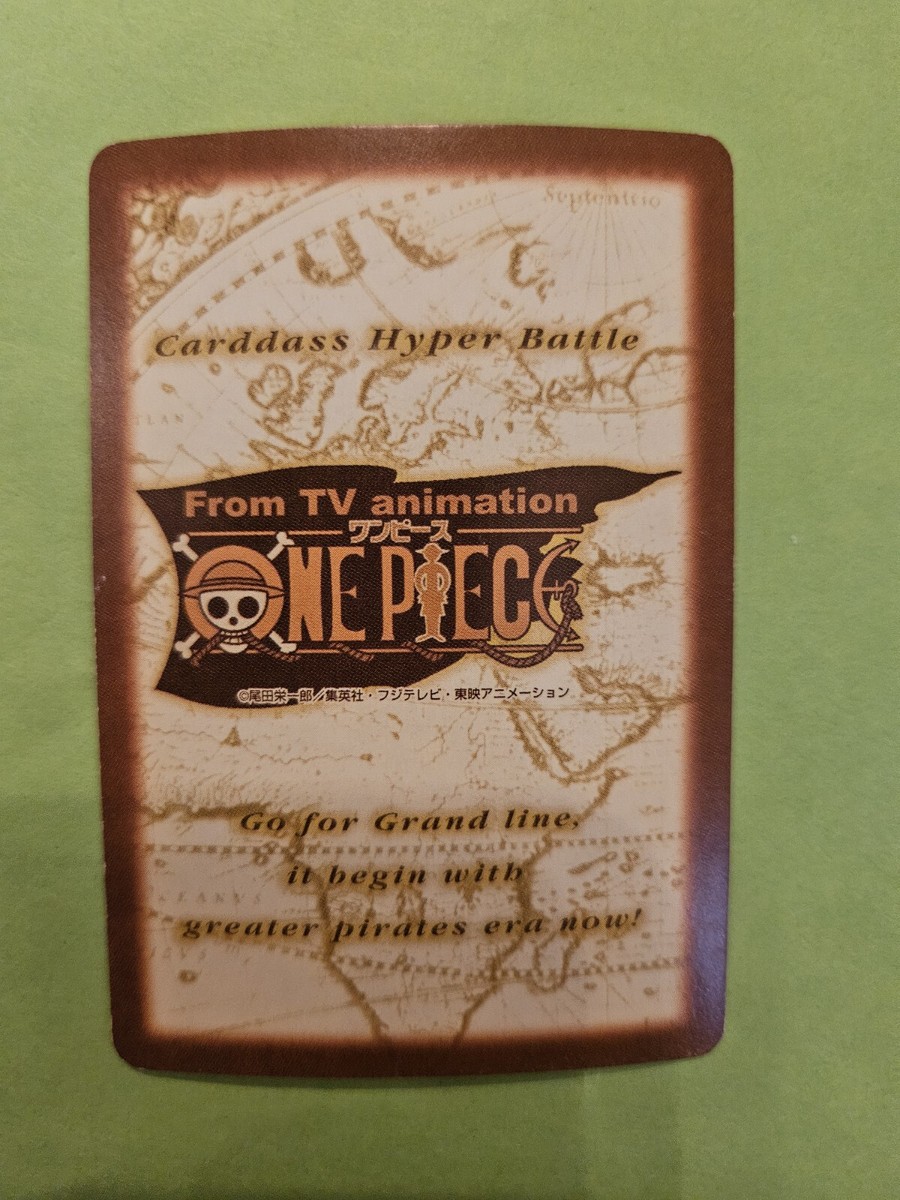 Septentrio
Carddass Hyper Battle
From TV animation
ワンピース
ONE PIECE
©尾田栄一郎／集英社・フジテレビ・東映アニメーション
Go for Grand line,
it begin with
greater pirates era now!